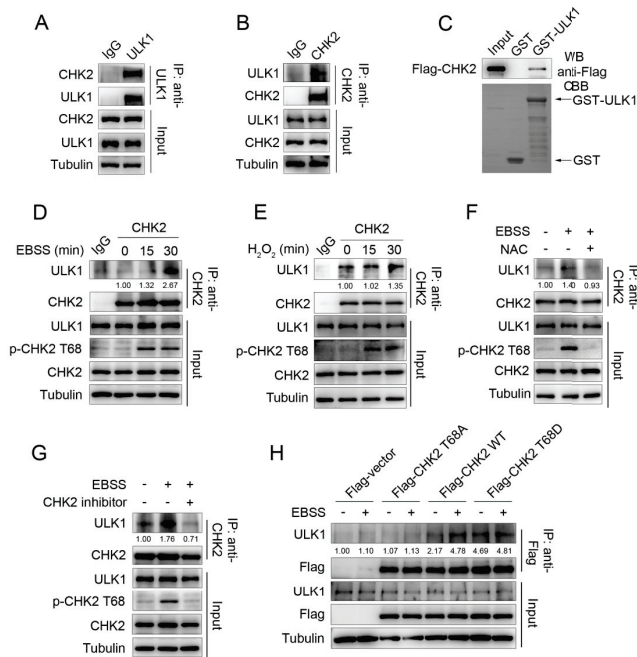 A
IgG
ULK1
CHK2
ULK1
IP: anti-
ULK1
CHK2
ULK1
Tubulin
Input
B
IgG
CHK2
ULK1
CHK2
IP: anti-
CHK2
ULK1
CHK2
Tubulin
Input
C
Input
GST
GST-ULK1
Flag-CHK2
WB
anti-Flag
CBB
GST-ULK1
GST
D
CHK2
EBSS (min)
IgG
0 15 30
ULK1
1.00 1.32 2.67
CHK2
IP: anti-
CHK2
ULK1
p-CHK2 T68
CHK2
Tubulin
Input
E
CHK2
H2O2 (min)
IgG
0 15 30
ULK1
1.00 1.02 1.35
CHK2
IP: anti-
CHK2
ULK1
p-CHK2 T68
CHK2
Tubulin
Input
F
EBSS - + +
NAC - - +
ULK1
1.00 1.40 0.93
CHK2
IP: anti-
CHK2
ULK1
p-CHK2 T68
CHK2
Tubulin
Input
G
EBSS - + +
CHK2 inhibitor - - +
ULK1
1.00 1.76 0.71
CHK2
IP: anti-
CHK2
ULK1
p-CHK2 T68
CHK2
Tubulin
Input
H
Flag-vector
Flag-CHK2 T68A
Flag-CHK2 WT
Flag-CHK2 T68D
EBSS - + - + - + - +
ULK1
1.00 1.10 1.07 1.13 2.17 4.78 4.69 4.81
Flag
IP: anti-
Flag
ULK1
Flag
Tubulin
Input